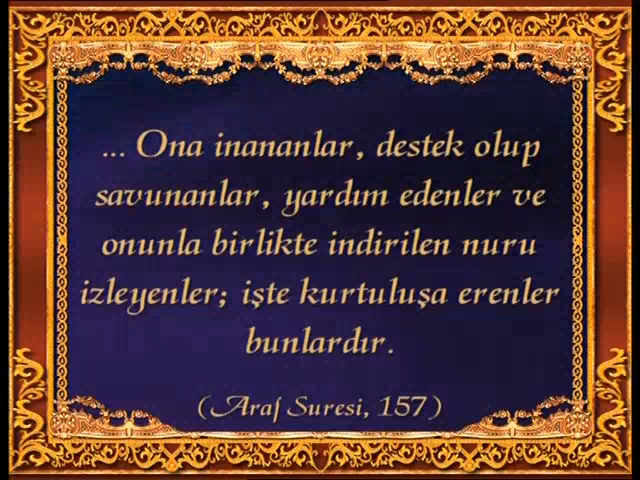 ... Ona inananlar, destek olup
savunanlar, yardım edenler ve
onunla birlikte indirilen nuru
izleyenler; işte kurtuluşa erenler
bunlardır.
(Araf Suresi, 157)